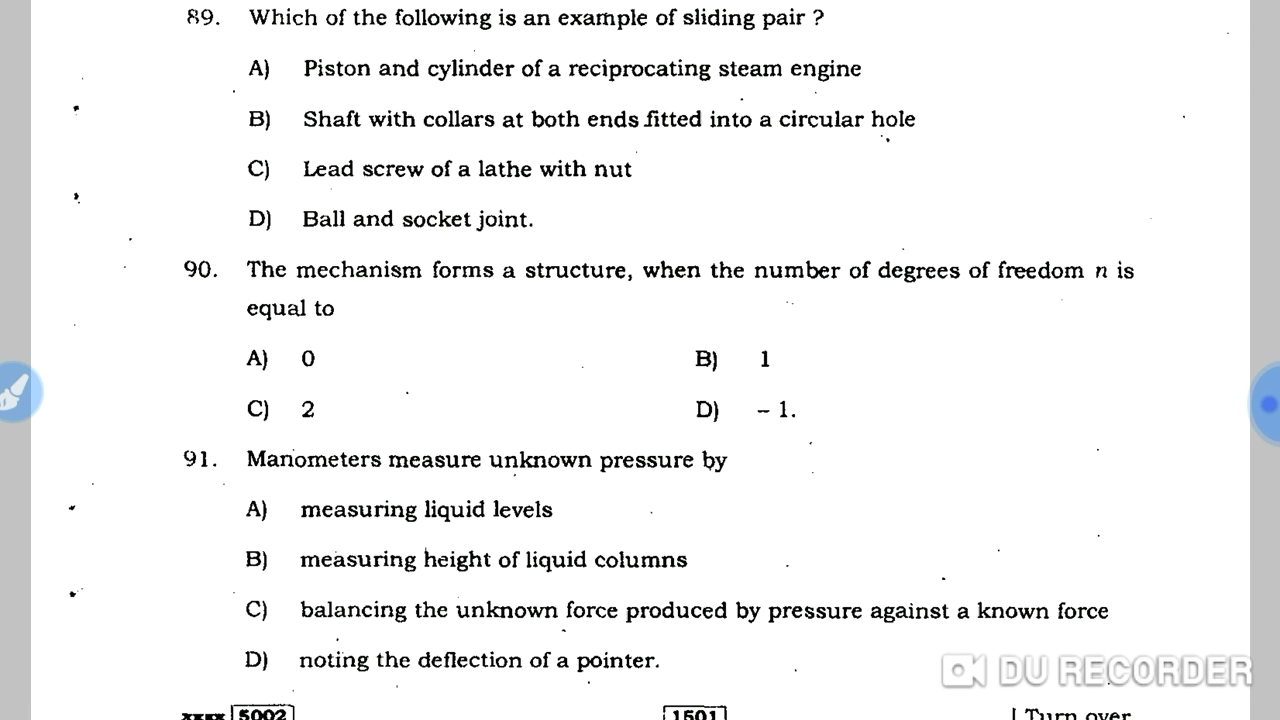 89. Which of the following is an example of sliding pair ?
A) Piston and cylinder of a reciprocating steam engine
B) Shaft with collars at both ends fitted into a circular hole
C) Lead screw of a lathe with nut
D) Ball and socket joint.
90. The mechanism forms a structure, when the number of degrees of freedom n is
equal to
A) 0 B) 1
C) 2 D) – 1.
91. Manometers measure unknown pressure by
A) measuring liquid levels
B) measuring height of liquid columns
C) balancing the unknown force produced by pressure against a known force
D) noting the deflection of a pointer.
DU RECORDER
xxxx 5002 1501 [ Turn over